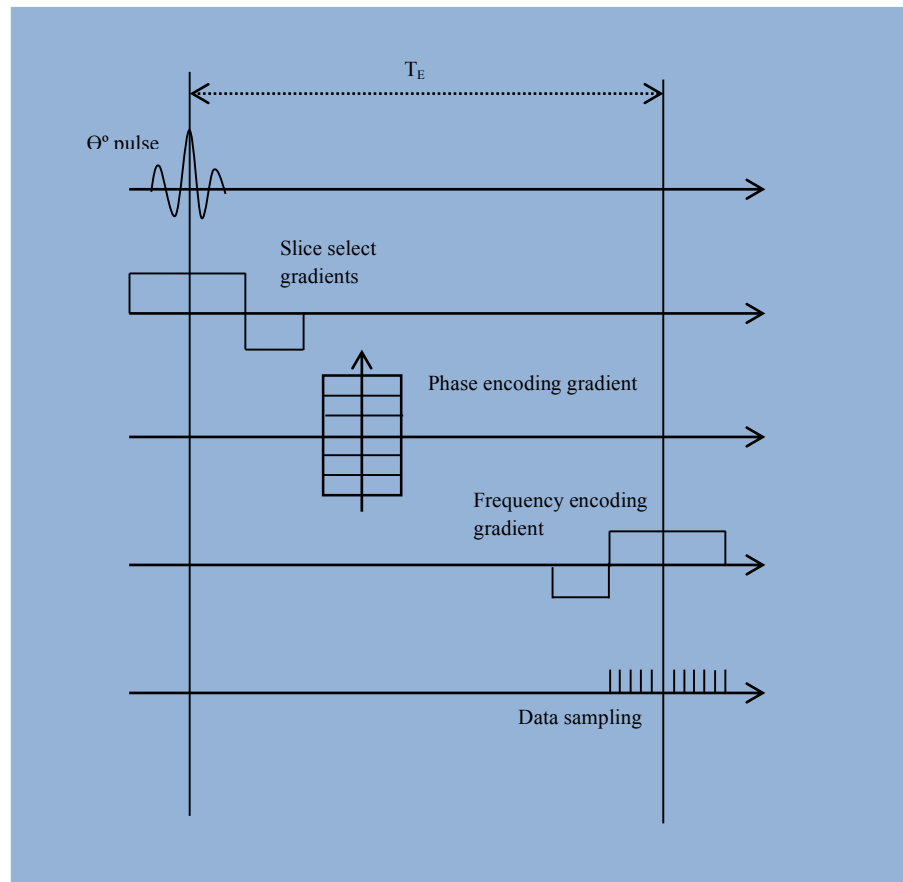 T_E
Θº pulse
Slice select
gradients
Phase encoding gradient
Frequency encoding
gradient
Data sampling